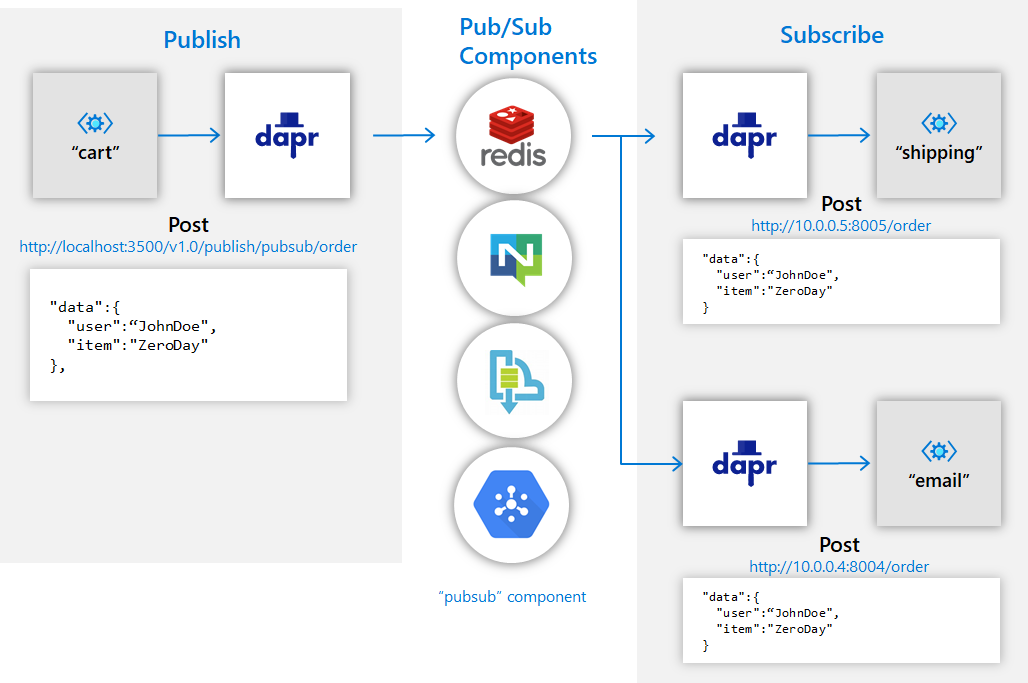 Publish
“cart”
dapr
Post
http://localhost:3500/v1.0/publish/pubsub/order
"data":{
"user":“JohnDoe",
"item":"ZeroDay"
},
Pub/Sub
Components
redis
N
“pubsub” component
Subscribe
dapr
“shipping”
Post
http://10.0.0.5:8005/order
"data":{
"user":“JohnDoe",
"item":"ZeroDay"
}
dapr
“email”
Post
http://10.0.0.4:8004/order
"data":{
"user":“JohnDoe",
"item":"ZeroDay"
}